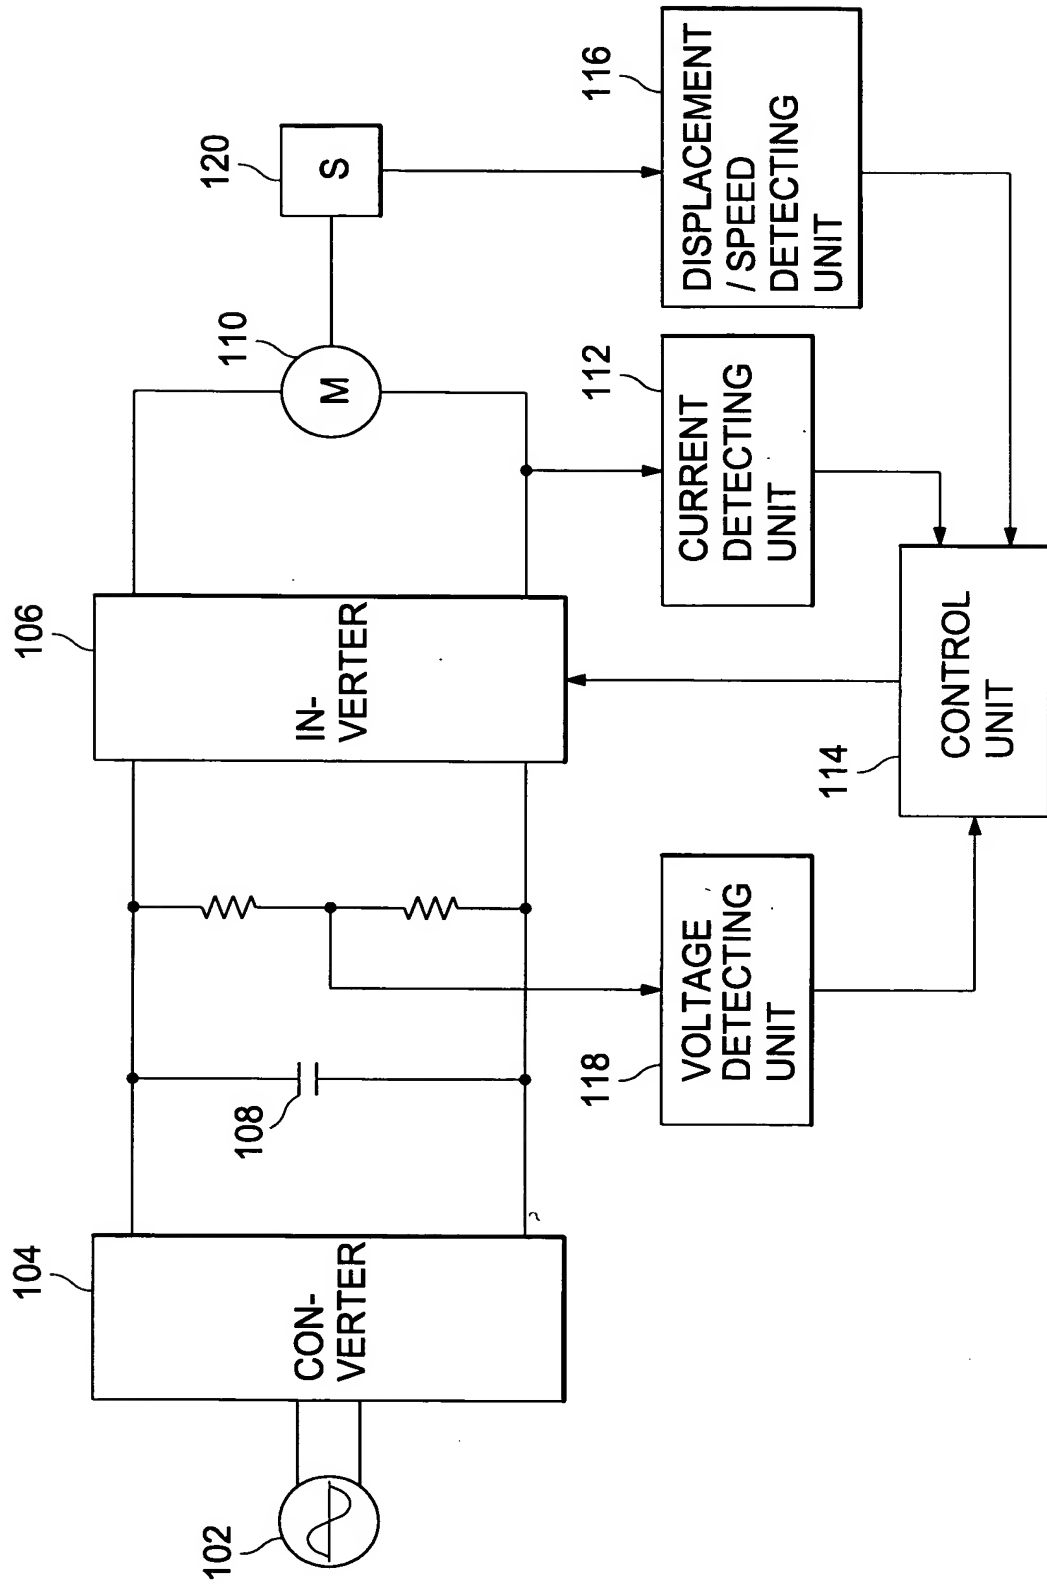 102
104
CON-
VERTER
108
106
IN-
VERTER
110
M
120
S
118
VOLTAGE
DETECTING
UNIT
114
CONTROL
UNIT
112
CURRENT
DETECTING
UNIT
116
DISPLACEMENT
/ SPEED
DETECTING
UNIT